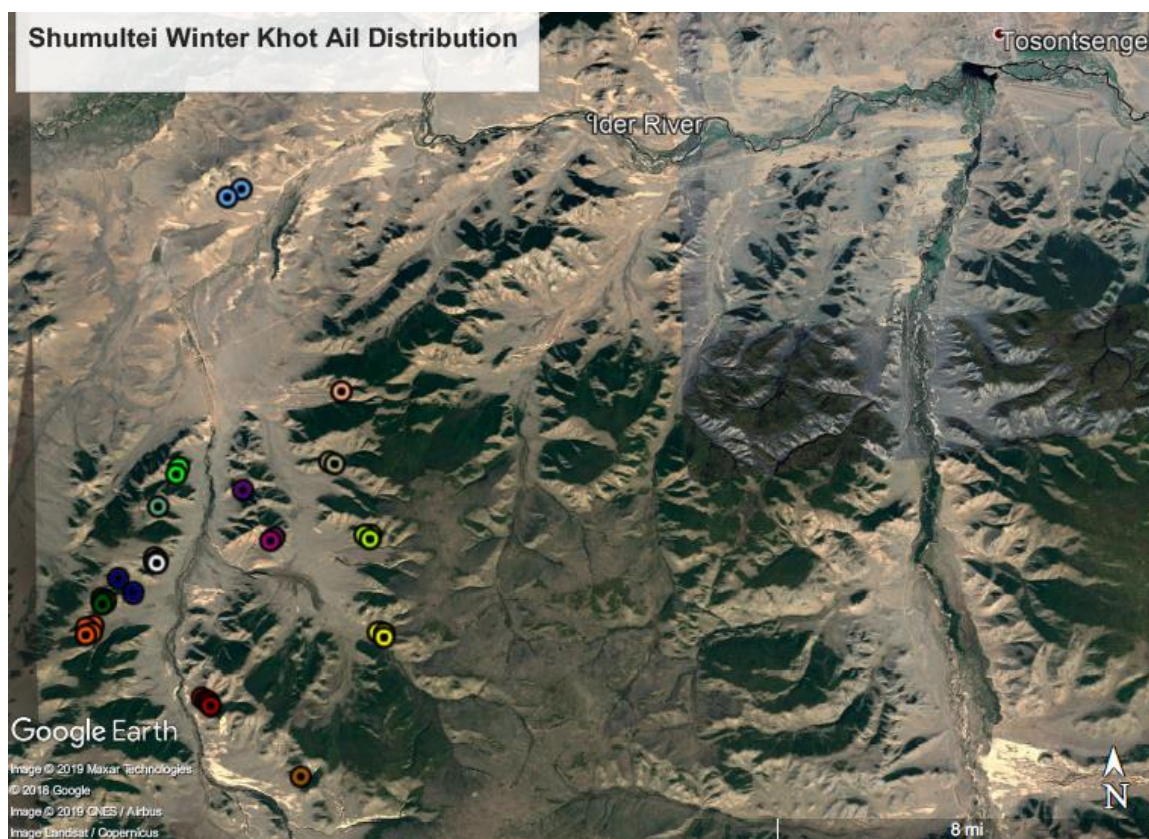 Shumultei Winter Khot Ail Distribution
Tosontsenge
Ider River
Google Earth
Image © 2019 Maxar Technologies
© 2018 Google
Image © 2019 CNES / Airbus
Image Landsat / Copernicus
N
8 mi